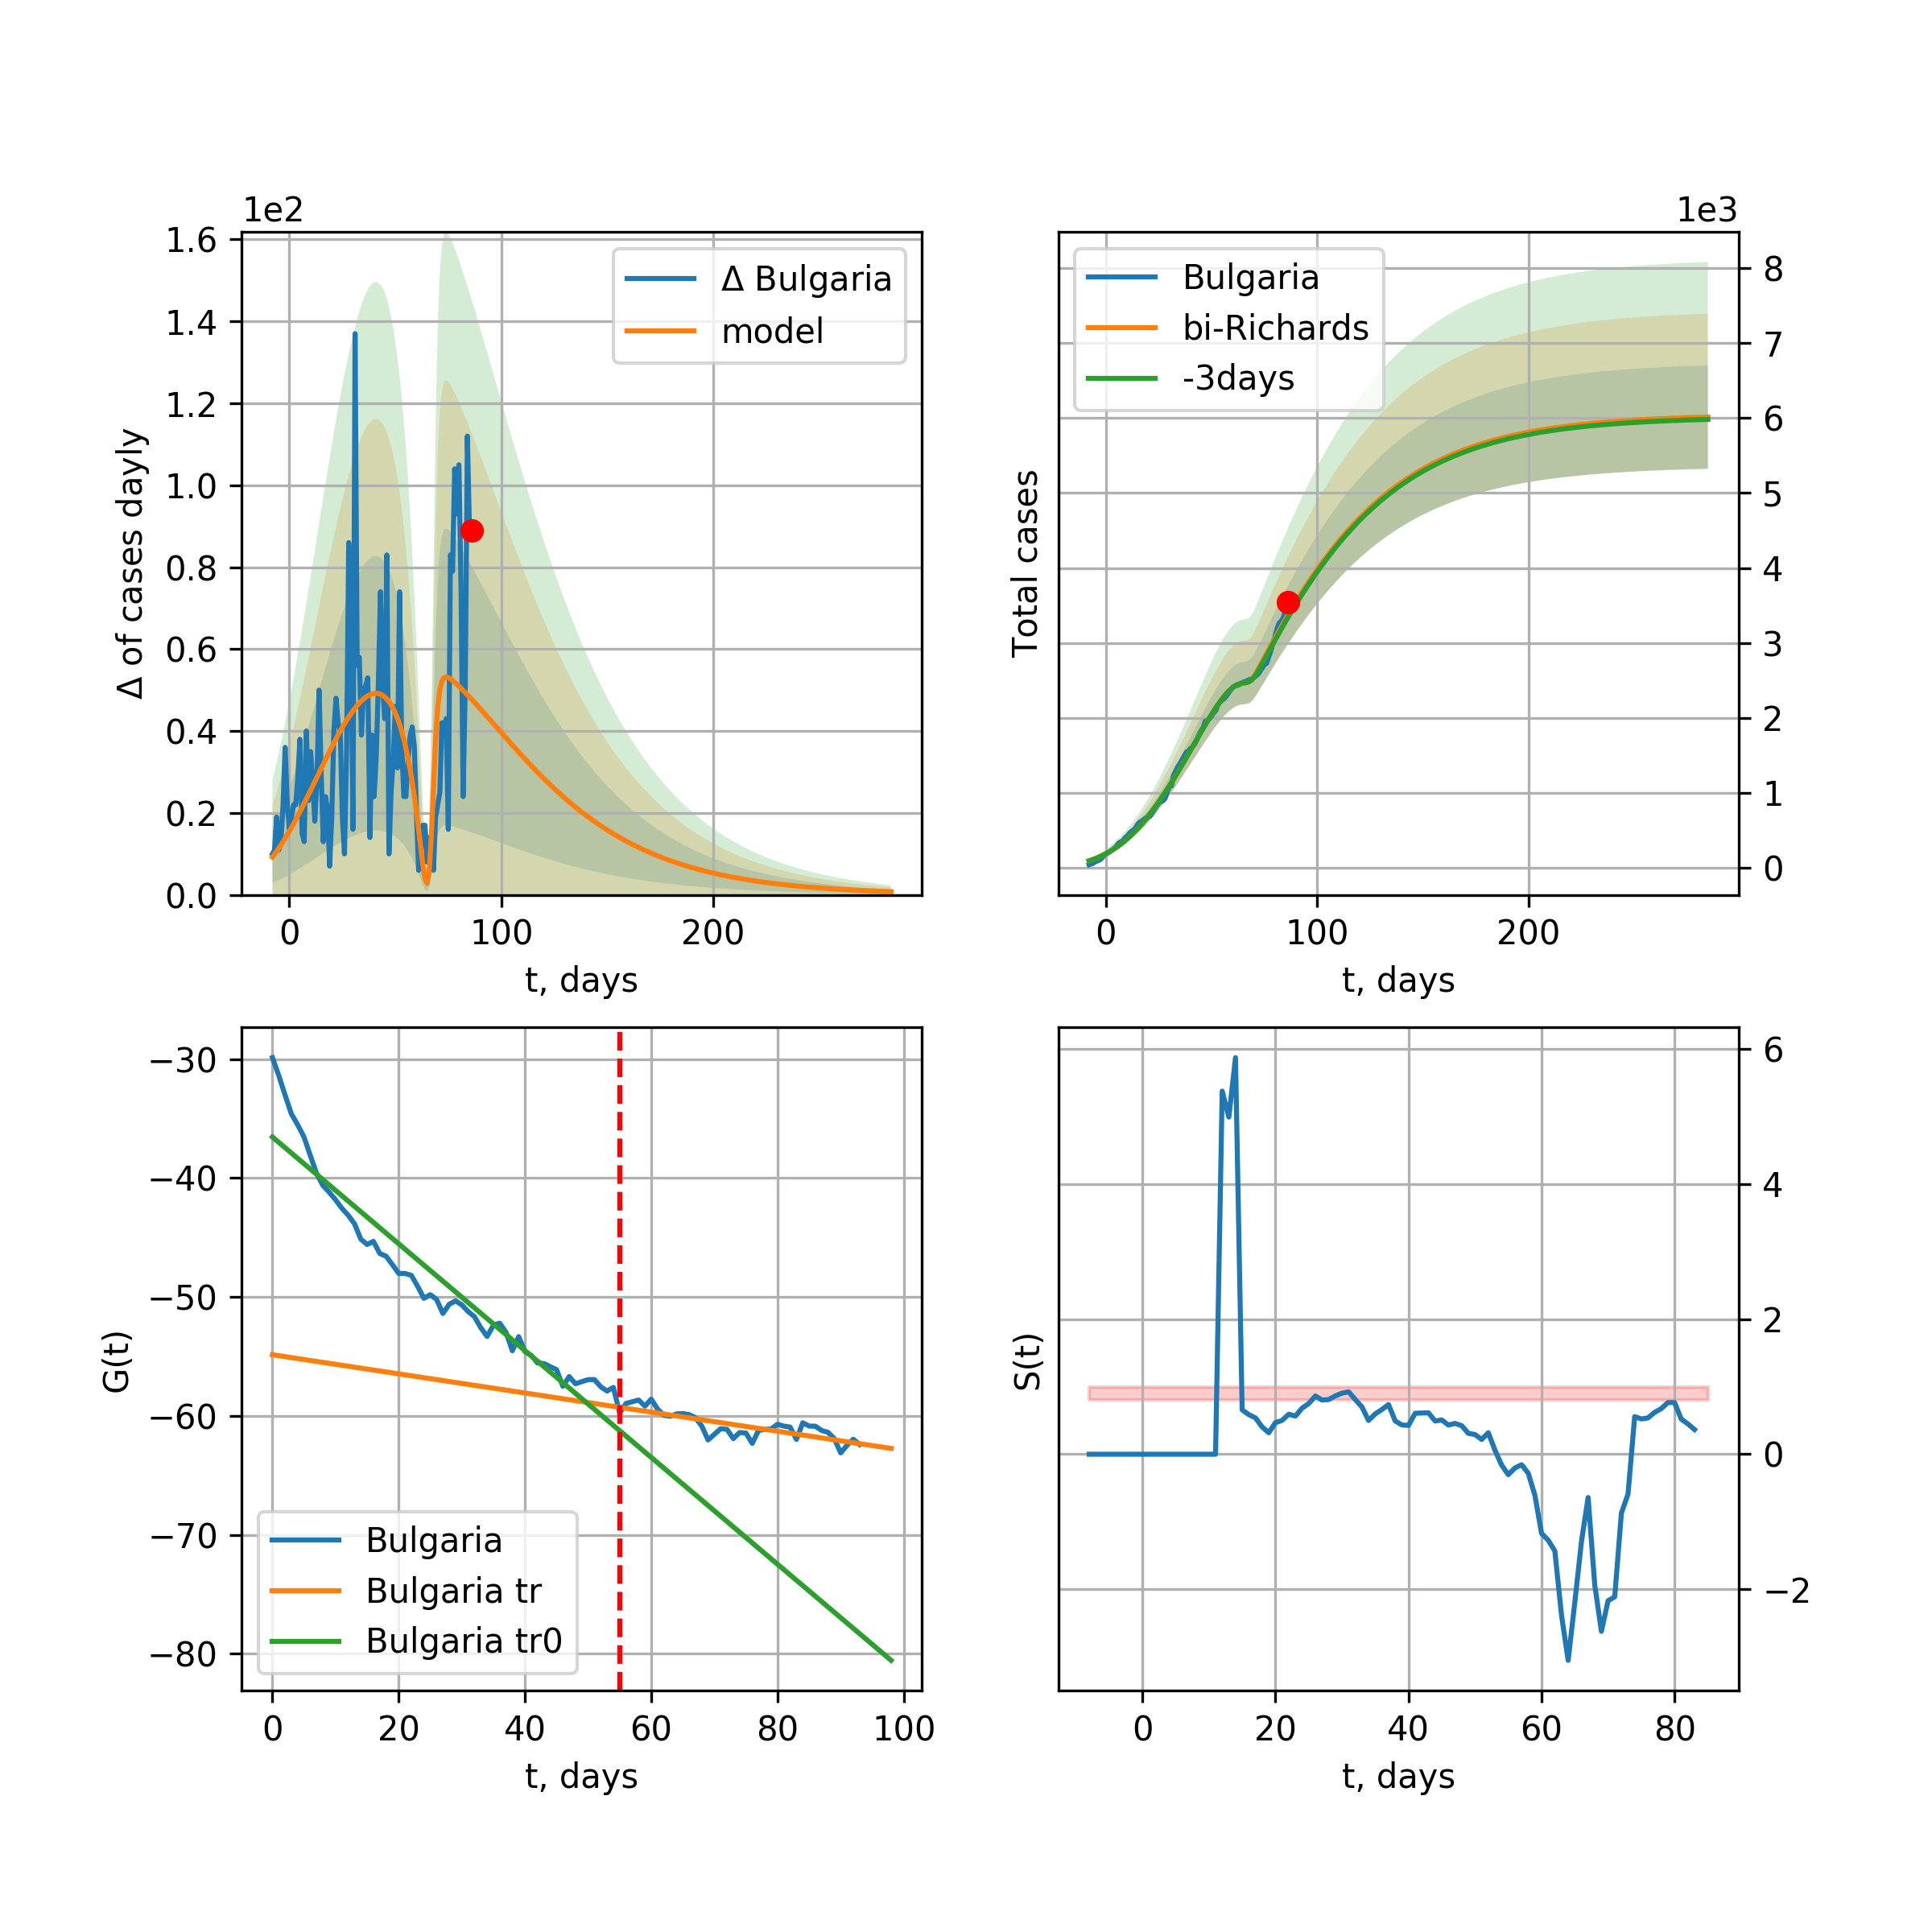 1e2
1.6
1.4
1.2
1.0
0.8
0.6
0.4
0.2
0.0
Δ of cases dayly
Δ Bulgaria
model
0 100 200
t, days
1e3
8
7
6
5
4
3
2
1
0
Total cases
Bulgaria
bi-Richards
-3days
0 100 200
t, days
−30
−40
−50
−60
−70
−80
G(t)
Bulgaria
Bulgaria tr
Bulgaria tr0
0 20 40 60 80 100
t, days
6
4
2
0
−2
S(t)
0 20 40 60 80
t, days